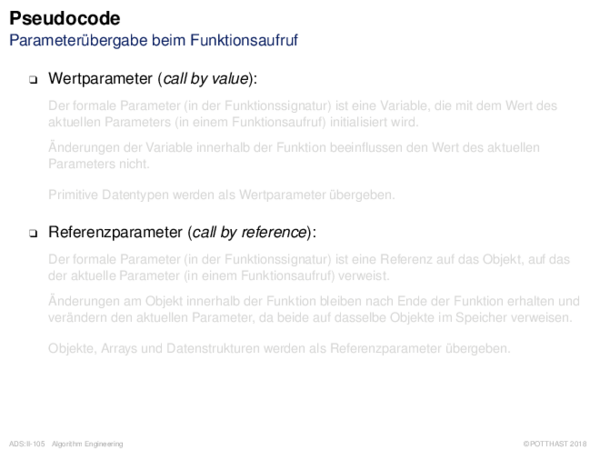 Pseudocode
Parameterübergabe beim Funktionsaufruf
❑ Wertparameter (call by value):
Der formale Parameter (in der Funktionssignatur) ist eine Variable, die mit dem Wert des
aktuellen Parameters (in einem Funktionsaufruf) initialisiert wird.
Änderungen der Variable innerhalb der Funktion beeinflussen den Wert des aktuellen
Parameters nicht.
Primitive Datentypen werden als Wertparameter übergeben.
❑ Referenzparameter (call by reference):
Der formale Parameter (in der Funktionssignatur) ist eine Referenz auf das Objekt, auf das
der aktuelle Parameter (in einem Funktionsaufruf) verweist.
Änderungen am Objekt innerhalb der Funktion bleiben nach Ende der Funktion erhalten und
verändern den aktuellen Parameter, da beide auf dasselbe Objekte im Speicher verweisen.
Objekte, Arrays und Datenstrukturen werden als Referenzparameter übergeben.
ADS:II-105 Algorithm Engineering
© POTTHAST 2018